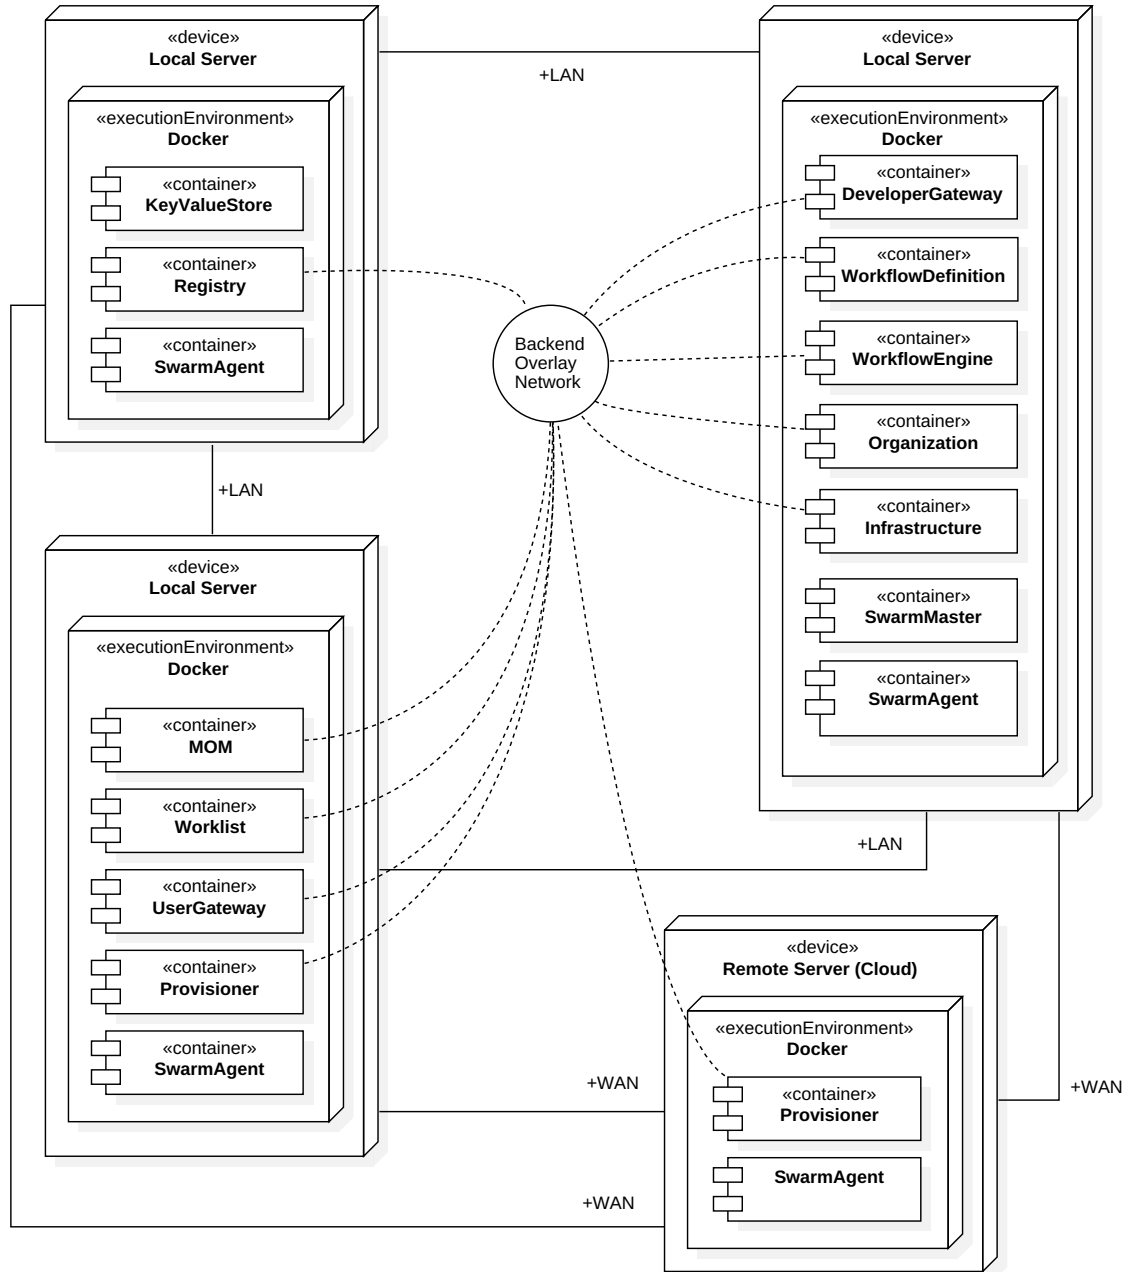 «device»
Local Server
«executionEnvironment»
Docker
«container»
KeyValueStore
«container»
Registry
«container»
SwarmAgent
+LAN
«device»
Local Server
«executionEnvironment»
Docker
«container»
DeveloperGateway
«container»
WorkflowDefinition
«container»
WorkflowEngine
«container»
Organization
«container»
Infrastructure
«container»
SwarmMaster
«container»
SwarmAgent
Backend
Overlay
Network
+LAN
«device»
Local Server
«executionEnvironment»
Docker
«container»
MOM
«container»
Worklist
«container»
UserGateway
«container»
Provisioner
«container»
SwarmAgent
+LAN
«device»
Remote Server (Cloud)
«executionEnvironment»
Docker
«container»
Provisioner
SwarmAgent
+WAN
+WAN
+WAN